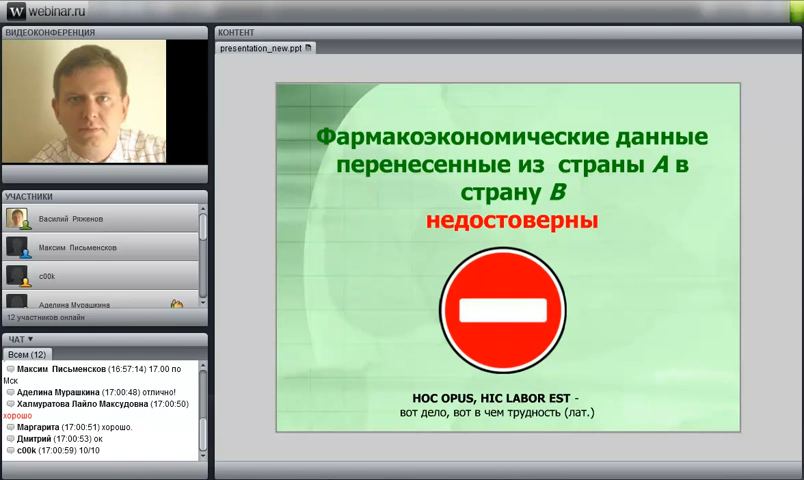 webinar.ru
ВИДЕОКОНФЕРЕНЦИЯ
УЧАСТНИКИ
Василий Ряженов
Максим Письменсков
c00k
Аделина Мурашкина
12 участников онлайн
ЧАТ
Всем (12)
Максим Письменсков (16:57:14) 17.00 по
Мск
Аделина Мурашкина (17:00:48) отлично!
Халмуратова Лайло Максудовна (17:00:50)
хорошо
Маргарита (17:00:51) хорошо.
Дмитрий (17:00:53) ок
c00k (17:00:59) 10/10
КОНТЕНТ
presentation_new.ppt
Фармакоэкономические данные
перенесенные из страны А в
страну В
недостоверны
HOC OPUS, HIC LABOR EST -
вот дело, вот в чем трудность (лат.)